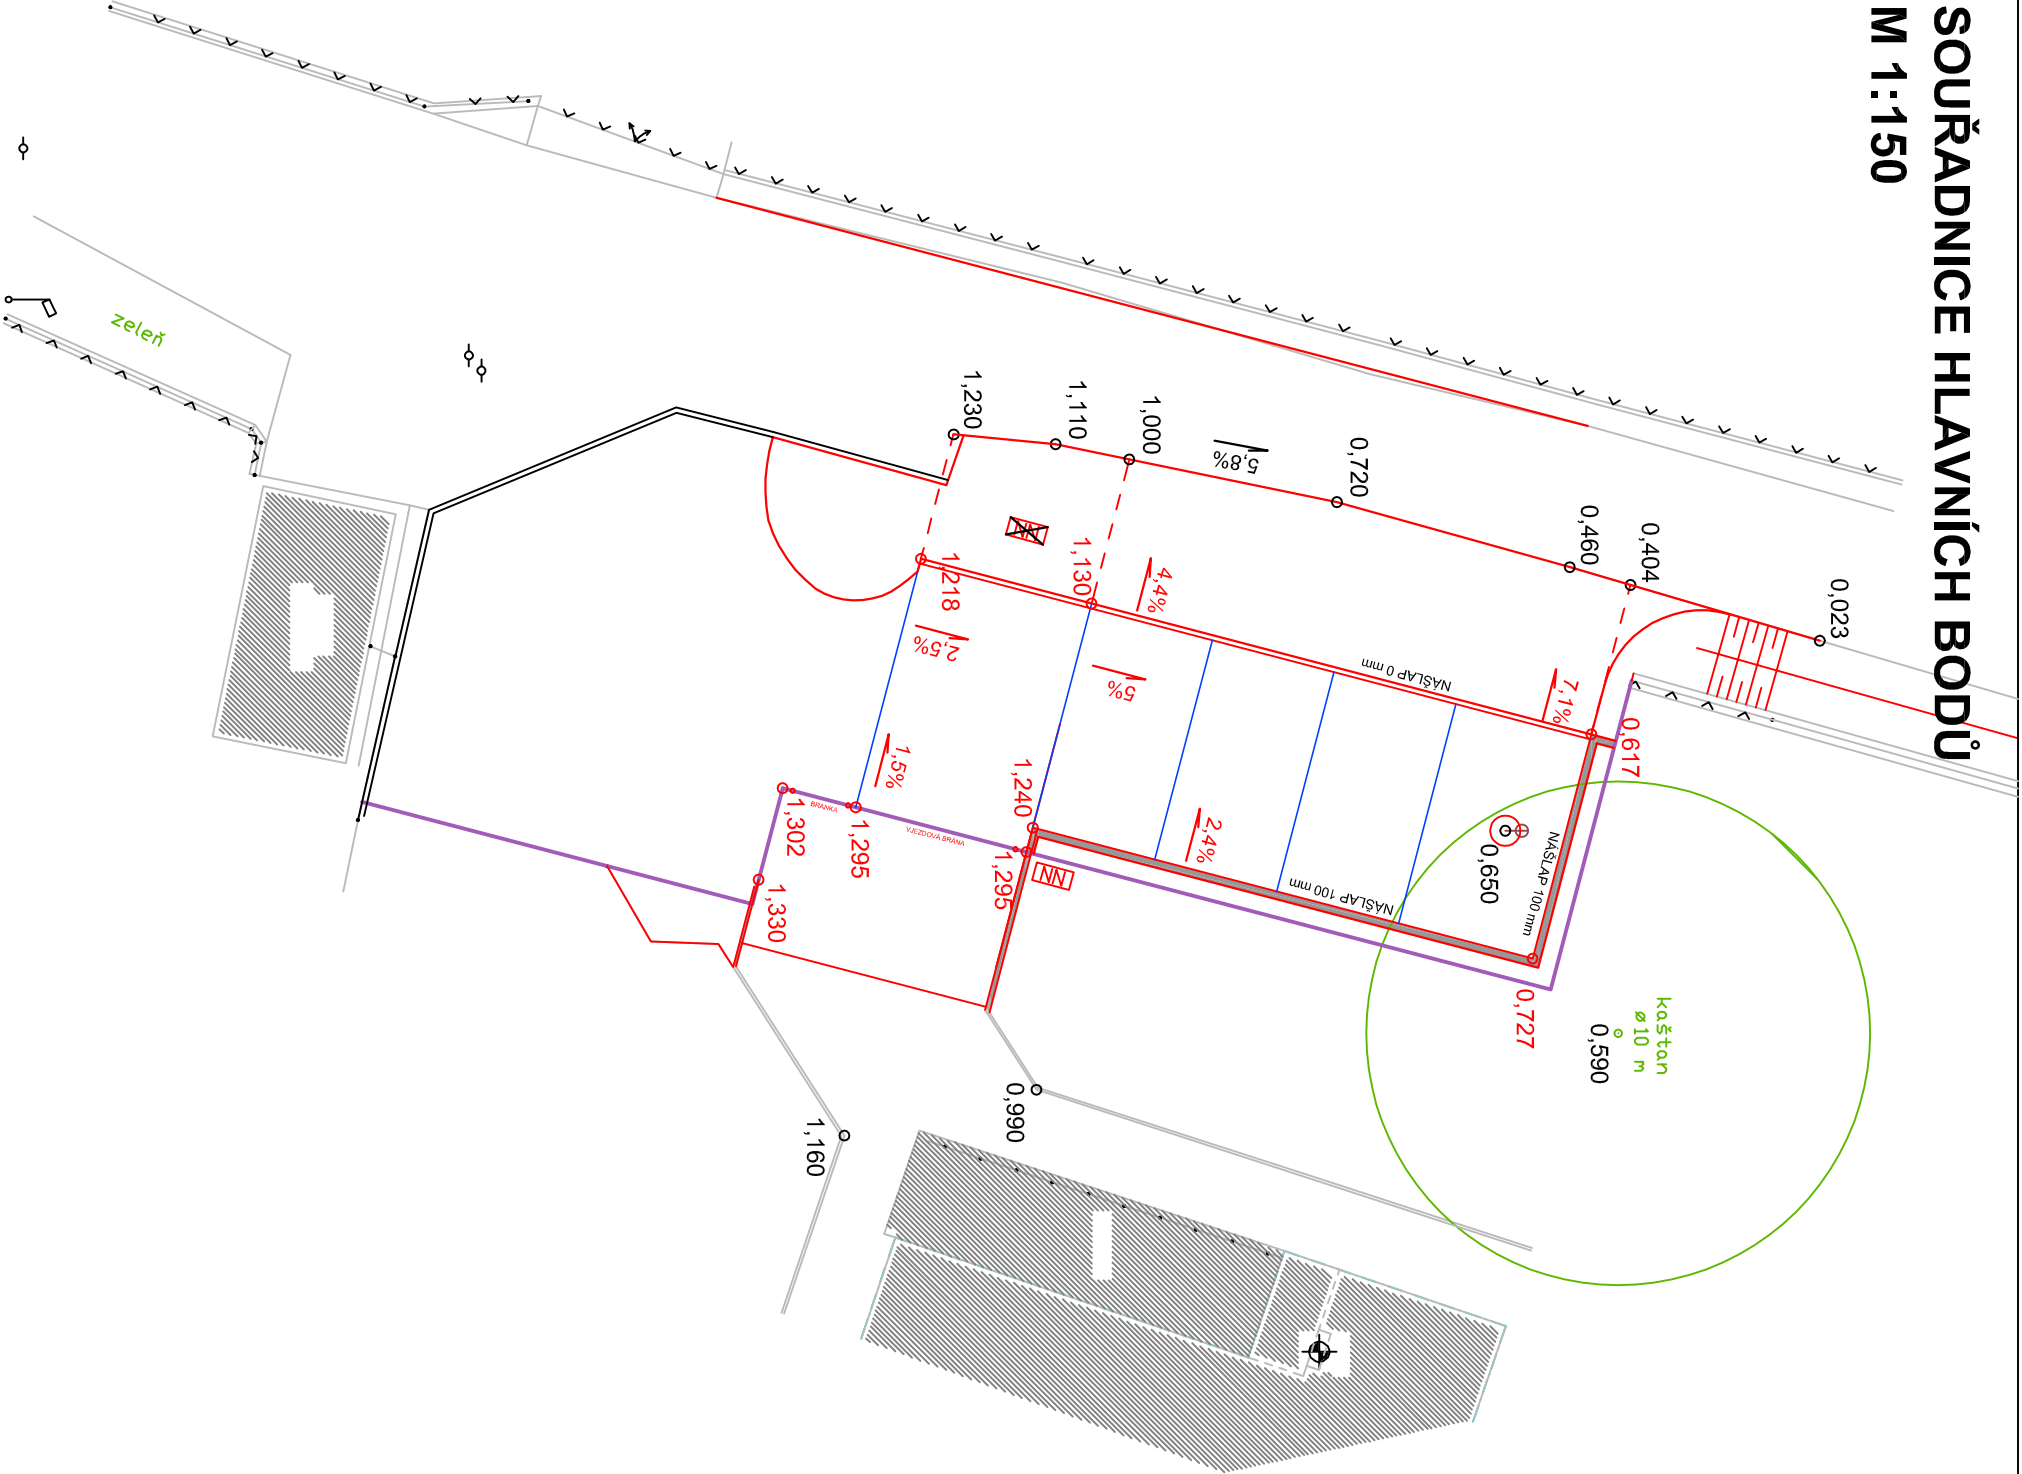 SOUŘADNICE HLAVNÍCH BODŮ
M 1:150
0,023
0,404
0,460
0,720
5,8%
1,000
1,110
1,230
NN
1,130
1,218
4,4%
2,5%
5%
NÁŠLAP 0 mm
7,1%
0,617
1,5%
1,240
BRANKA
VJEZDOVÁ BRÁNA
1,302
1,295
1,295
NN
1,330
2,4%
NÁŠLAP 100 mm
NÁŠLAP 100 mm
0,650
0,727
kaštan
ø10 m
0,590
0,990
1,160
zeleň